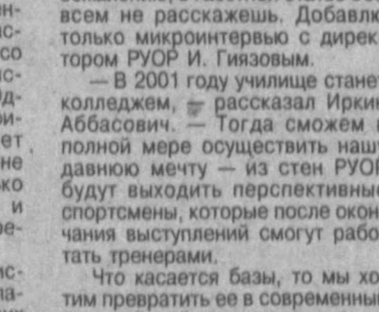 всем не расскажешь. Добавлю
только микроинтервью с дирек-
тором РУОР И. Гиязовым.
— В 2001 году училище станет
колледжем, — рассказал Иркин
Аббасович. — Тогда сможем в
полной мере осуществить нашу
давнюю мечту — из стен РУОР
будут выходить перспективные
спортсмены, которые после окон-
чания выступлений смогут рабо-
тать тренерами.
Что касается базы, то мы хо-
тим превратить ее в современный